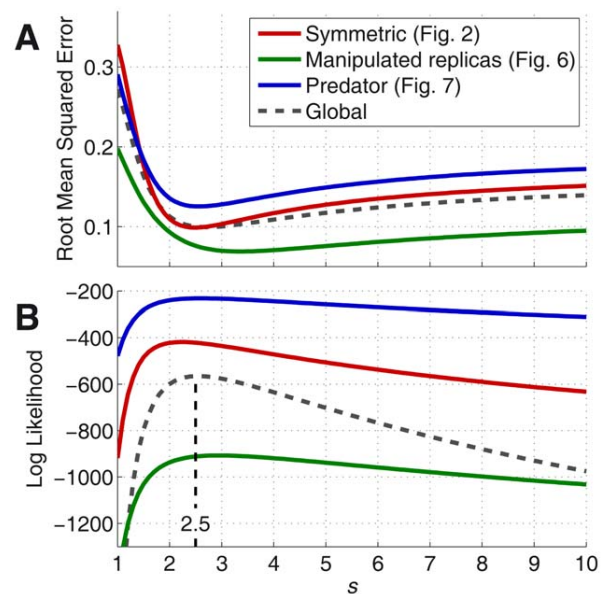 A
Root Mean Squared Error
0.3
0.2
0.1
Symmetric (Fig. 2)
Manipulated replicas (Fig. 6)
Predator (Fig. 7)
Global
B
Log Likelihood
−200
−400
−600
−800
−1000
−1200
2.5
1 2 3 4 5 6 7 8 9 10
s